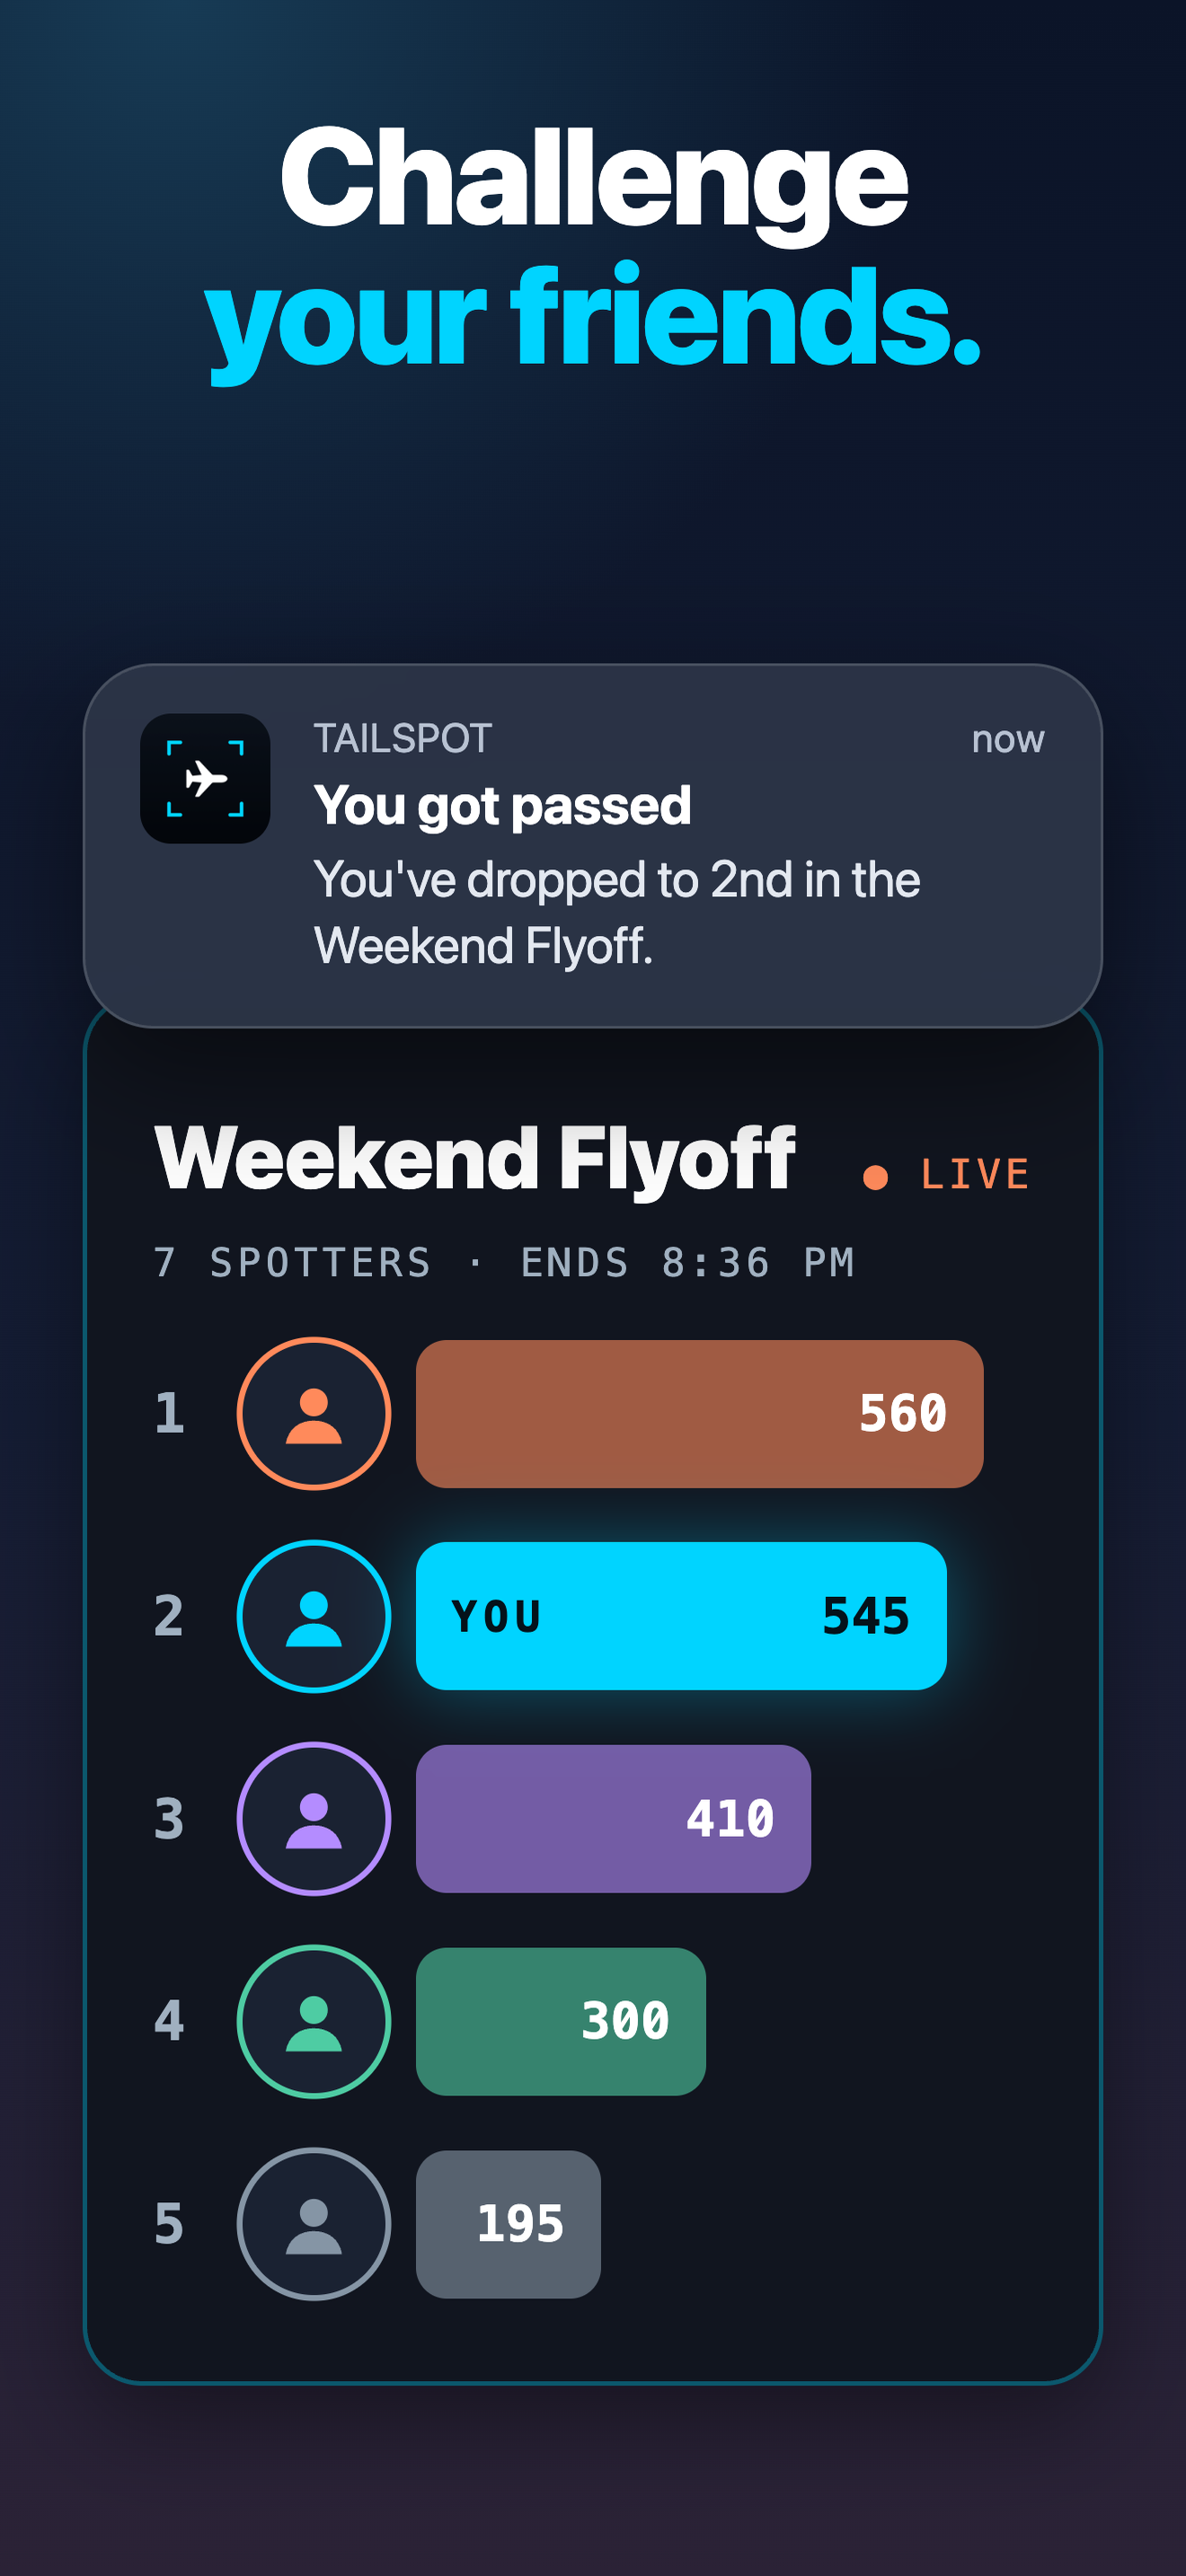 Challenge
your friends.
TAILSPOT now
You got passed
You've dropped to 2nd in the
Weekend Flyoff.
Weekend Flyoff ● LIVE
7 SPOTTERS · ENDS 8:36 PM
1 560
2 YOU 545
3 410
4 300
5 195